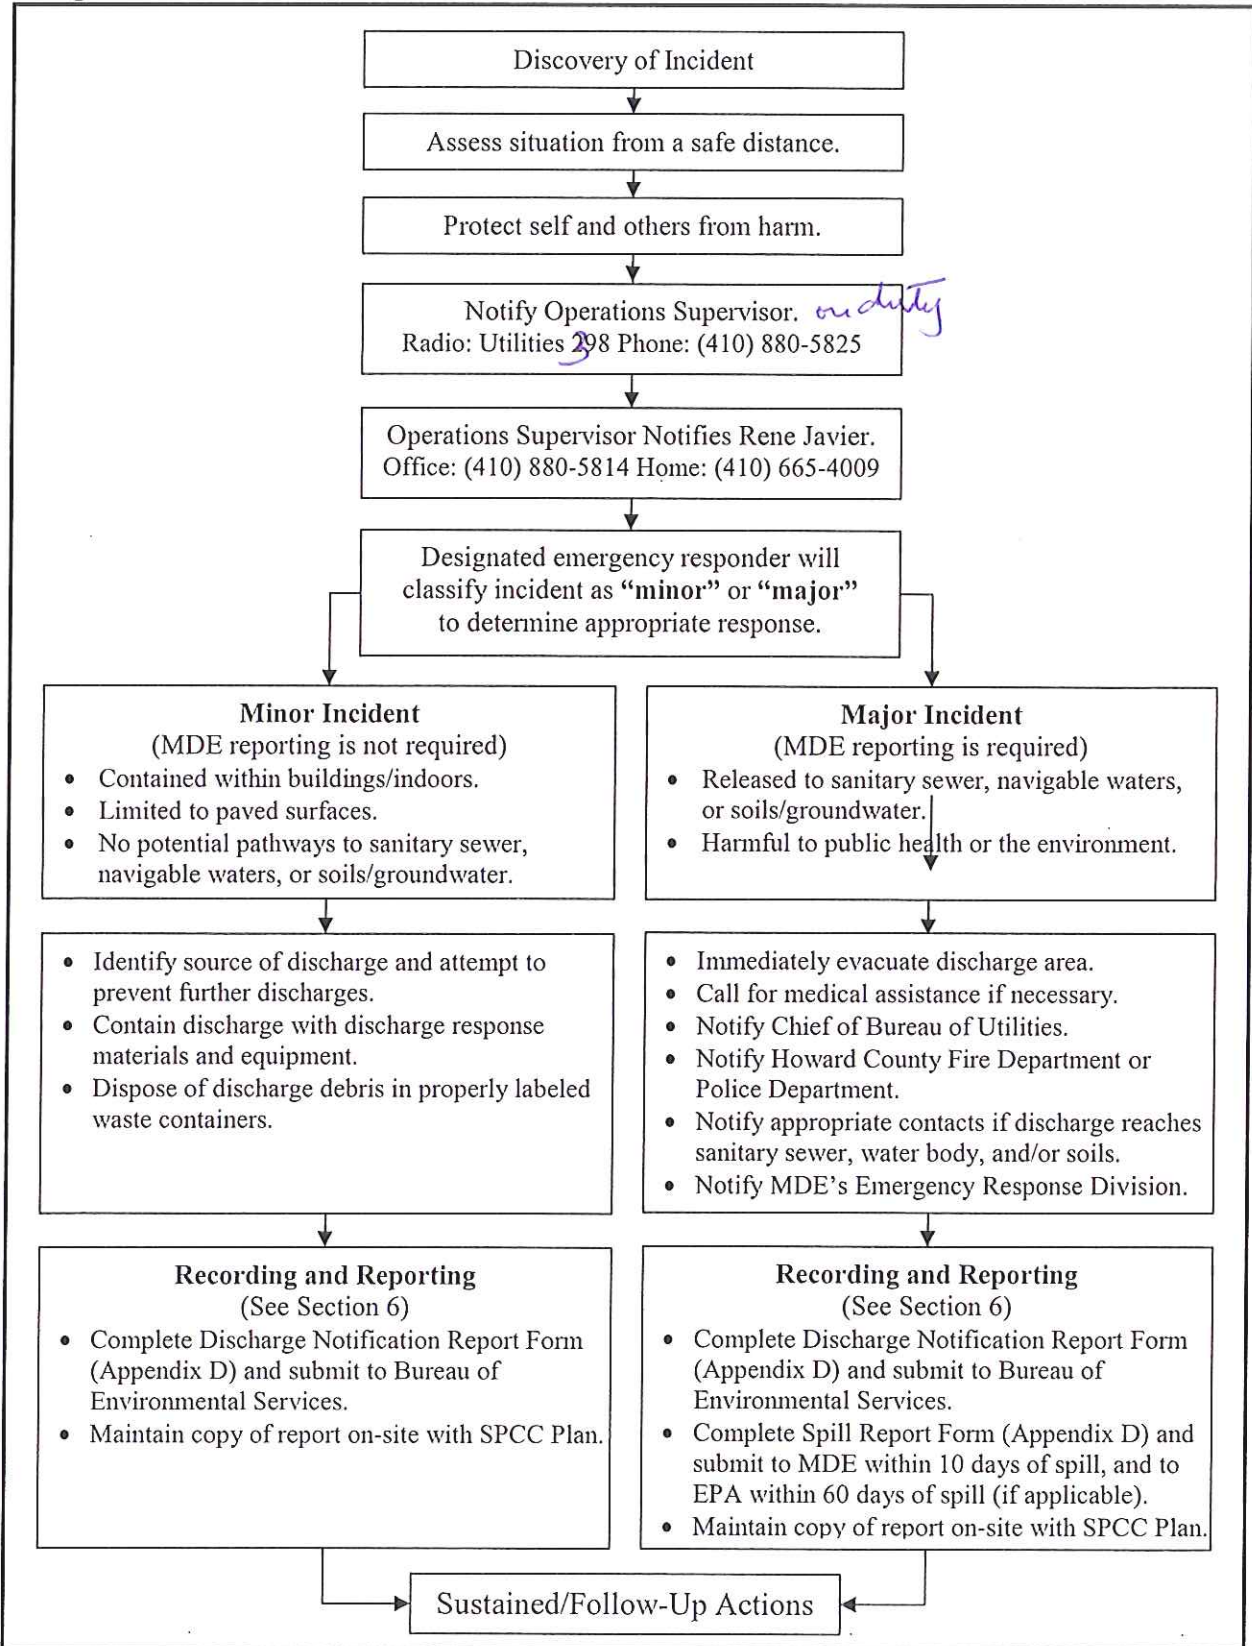 Discovery of Incident
Assess situation from a safe distance.
Protect self and others from harm.
Notify Operations Supervisor. on duty
Radio: Utilities 398 Phone: (410) 880-5825
Operations Supervisor Notifies Rene Javier.
Office: (410) 880-5814 Home: (410) 665-4009
Designated emergency responder will
classify incident as “minor” or “major”
to determine appropriate response.
Minor Incident
(MDE reporting is not required)
• Contained within buildings/indoors.
• Limited to paved surfaces.
• No potential pathways to sanitary sewer,
navigable waters, or soils/groundwater.
Major Incident
(MDE reporting is required)
• Released to sanitary sewer, navigable waters,
or soils/groundwater.
• Harmful to public health or the environment.
• Identify source of discharge and attempt to
prevent further discharges.
• Contain discharge with discharge response
materials and equipment.
• Dispose of discharge debris in properly labeled
waste containers.
• Immediately evacuate discharge area.
• Call for medical assistance if necessary.
• Notify Chief of Bureau of Utilities.
• Notify Howard County Fire Department or
Police Department.
• Notify appropriate contacts if discharge reaches
sanitary sewer, water body, and/or soils.
• Notify MDE’s Emergency Response Division.
Recording and Reporting
(See Section 6)
• Complete Discharge Notification Report Form
(Appendix D) and submit to Bureau of
Environmental Services.
• Maintain copy of report on-site with SPCC Plan.
Recording and Reporting
(See Section 6)
• Complete Discharge Notification Report Form
(Appendix D) and submit to Bureau of
Environmental Services.
• Complete Spill Report Form (Appendix D) and
submit to MDE within 10 days of spill, and to
EPA within 60 days of spill (if applicable).
• Maintain copy of report on-site with SPCC Plan.
Sustained/Follow-Up Actions